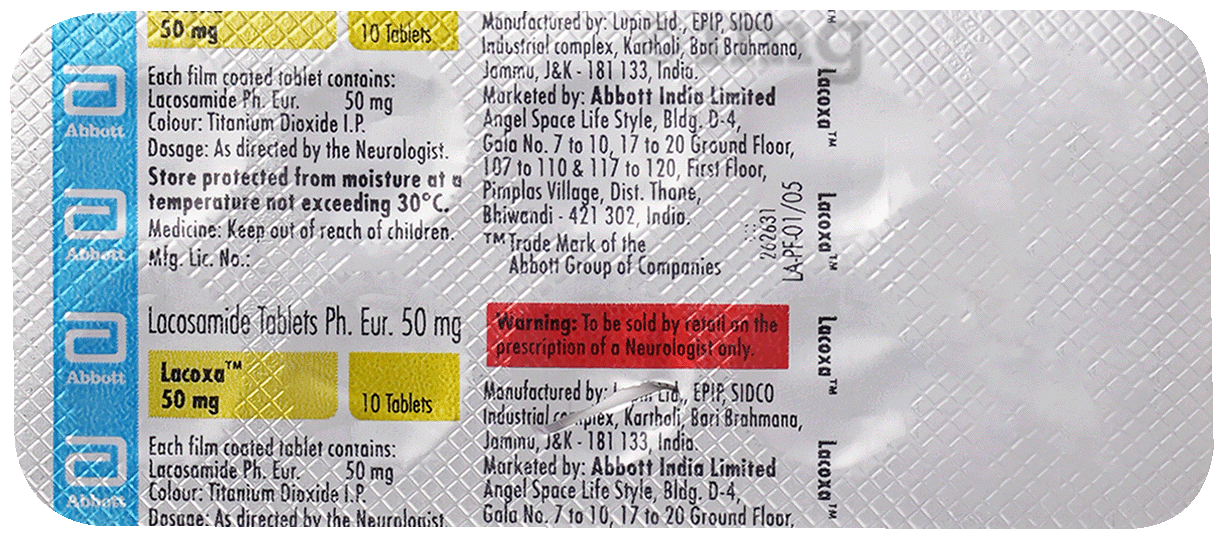 50 mg
10 Tablets
Each film coated tablet contains:
Lacosamide Ph. Eur. 50 mg
Colour: Titanium Dioxide I.P.
Dosage: As directed by the Neurologist.
Store protected from moisture at a
temperature not exceeding 30°C.
Medicine: Keep out of reach of children.
Mfg. Lic. No.:
Lacosamide Tablets Ph. Eur. 50 mg
Lacoxa™
50 mg
10 Tablets
Each film coated tablet contains:
Lacosamide Ph. Eur. 50 mg
Colour: Titanium Dioxide I.P.
Dosage: As directed by the Neurologist
Manufactured by: Lupin Ltd., EPIP, SIDCO
Industrial complex, Kartholi, Bari Brahmana,
Jammu, J&K - 181 133, India.
Marketed by: Abbott India Limited
Angel Space Life Style, Bldg. D-4,
Gala No. 7 to 10, 17 to 20 Ground Floor,
107 to 110 & 117 to 120, First Floor,
Pimplas Village, Dist. Thane,
Bhiwandi - 421 302, India.
™Trade Mark of the
Abbott Group of Companies
262631
LA-PF-01/05
Warning: To be sold by retail on the
prescription of a Neurologist only.
Manufactured by: Ltd., EPIP, SIDCO
Industrial Kartholi, Bari Brahmana,
Jammu, J&K - 181 133, India.
Marketed by: Abbott India Limited
Angel Space Life Style, Bldg. D-4,
Gala No. 7 to 10, 17 to 20 Ground Floor,
Abbott
Abbott
Abbott
Abbott
Lacoxa™
Lacoxa™
Lacoxa™
Lacoxa™